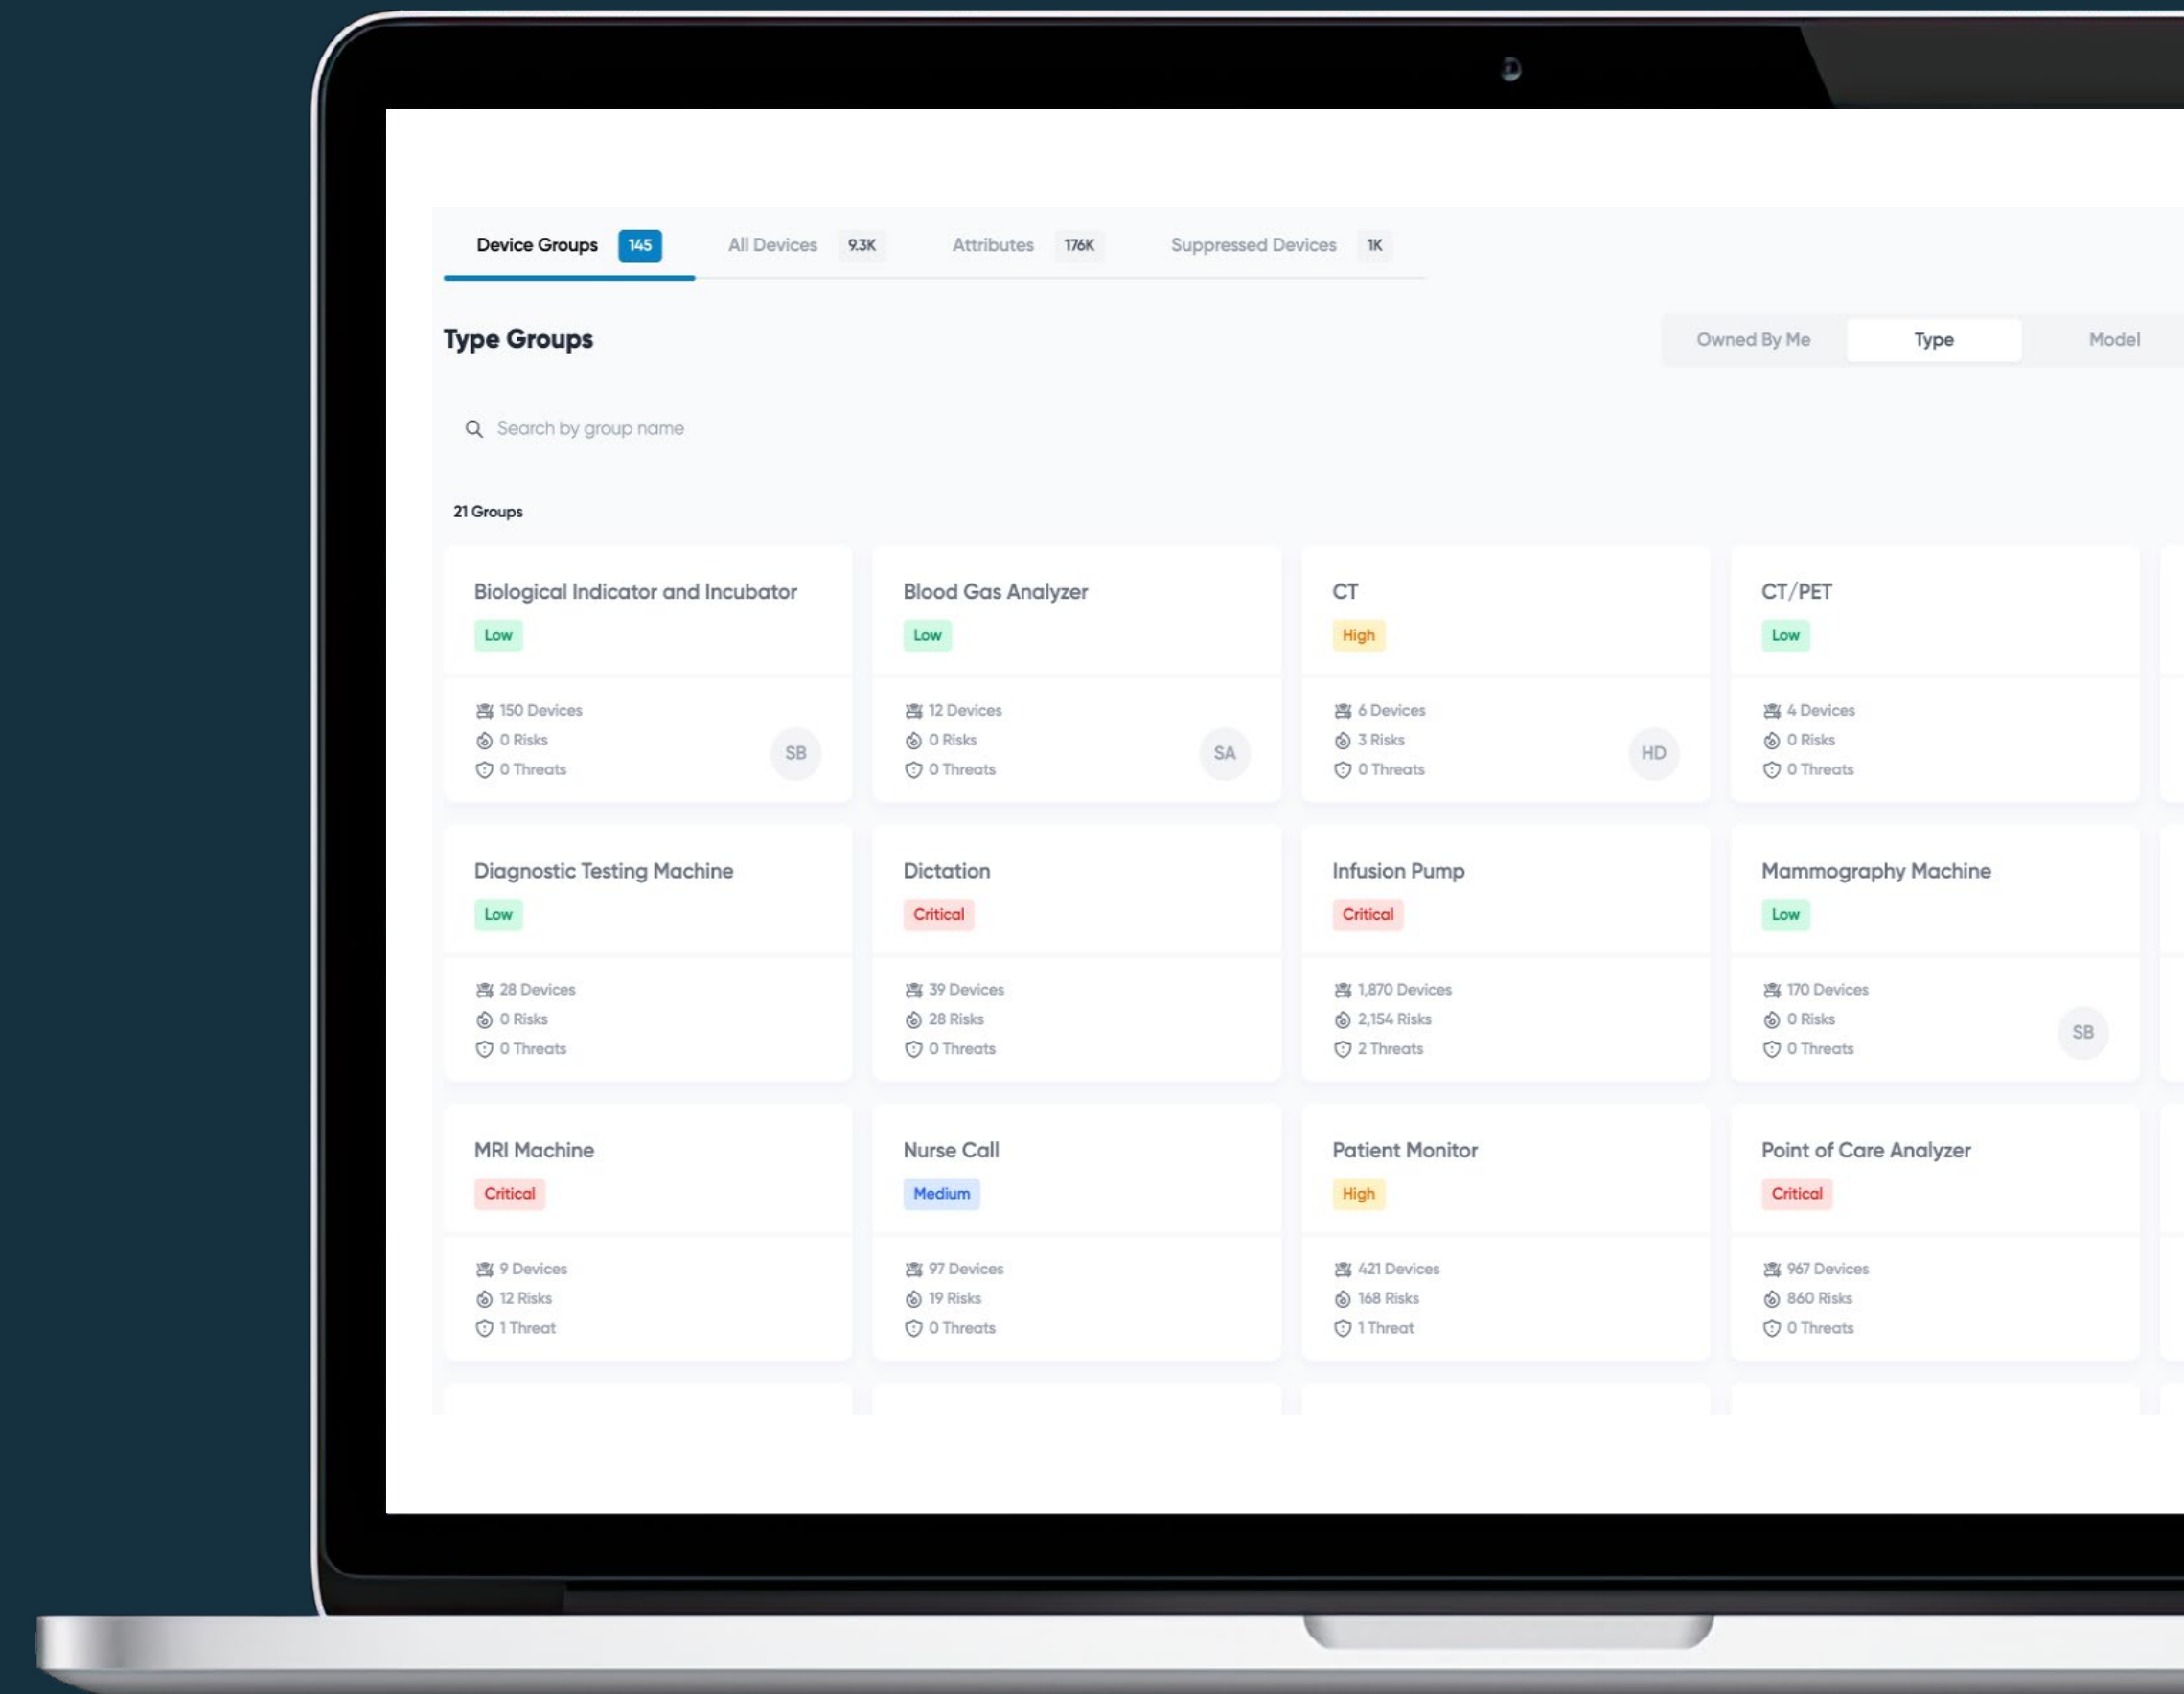 Device Groups 145 All Devices 9.3K Attributes 176K Suppressed Devices 1K
Type Groups
Owned By Me Type Model
Search by group name
21 Groups
Biological Indicator and Incubator
Low
150 Devices
0 Risks
0 Threats
SB
Blood Gas Analyzer
Low
12 Devices
0 Risks
0 Threats
SA
CT
High
6 Devices
3 Risks
0 Threats
HD
CT/PET
Low
4 Devices
0 Risks
0 Threats
Diagnostic Testing Machine
Low
28 Devices
0 Risks
0 Threats
Dictation
Critical
39 Devices
28 Risks
0 Threats
Infusion Pump
Critical
1,870 Devices
2,154 Risks
2 Threats
Mammography Machine
Low
170 Devices
0 Risks
0 Threats
SB
MRI Machine
Critical
9 Devices
12 Risks
1 Threat
Nurse Call
Medium
97 Devices
19 Risks
0 Threats
Patient Monitor
High
421 Devices
168 Risks
1 Threat
Point of Care Analyzer
Critical
967 Devices
860 Risks
0 Threats